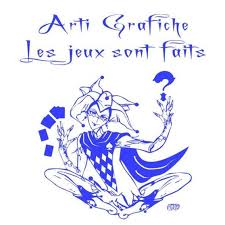 Arti Grafiche
Les jeux sont faits
?